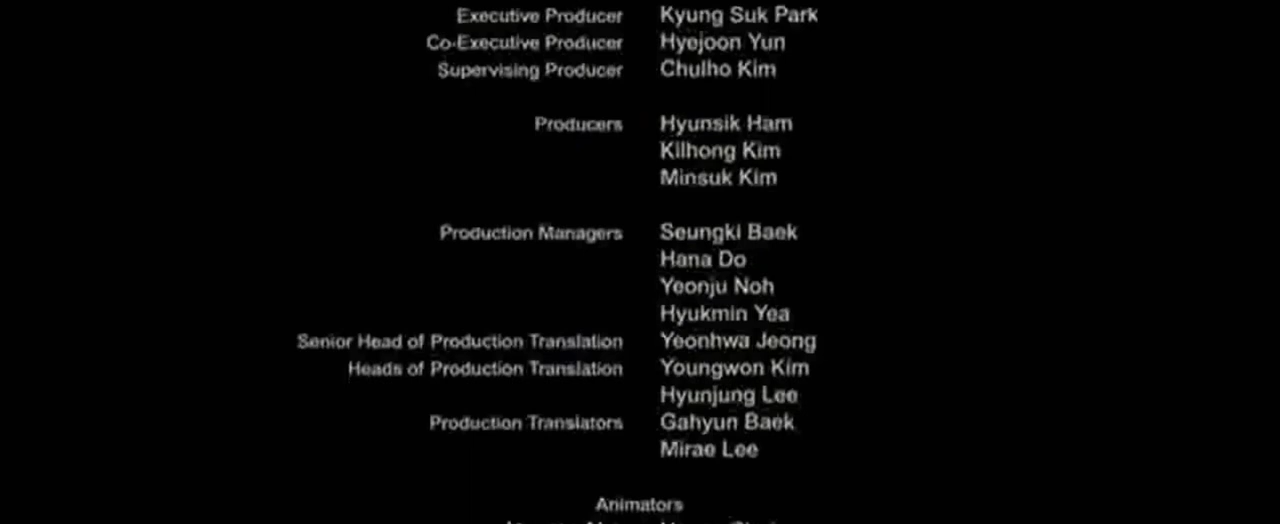 Executive Producer Kyung Suk Park
Co-Executive Producer Hyejoon Yun
Supervising Producer Chulho Kim
Producers Hyunsik Ham
Kilhong Kim
Minsuk Kim
Production Managers Seungki Baek
Hana Do
Yeonju Noh
Hyukmin Yea
Senior Head of Production Translation Yeonhwa Jeong
Heads of Production Translation Youngwon Kim
Hyunjung Lee
Production Translators Gahyun Baek
Mirae Lee
Animators